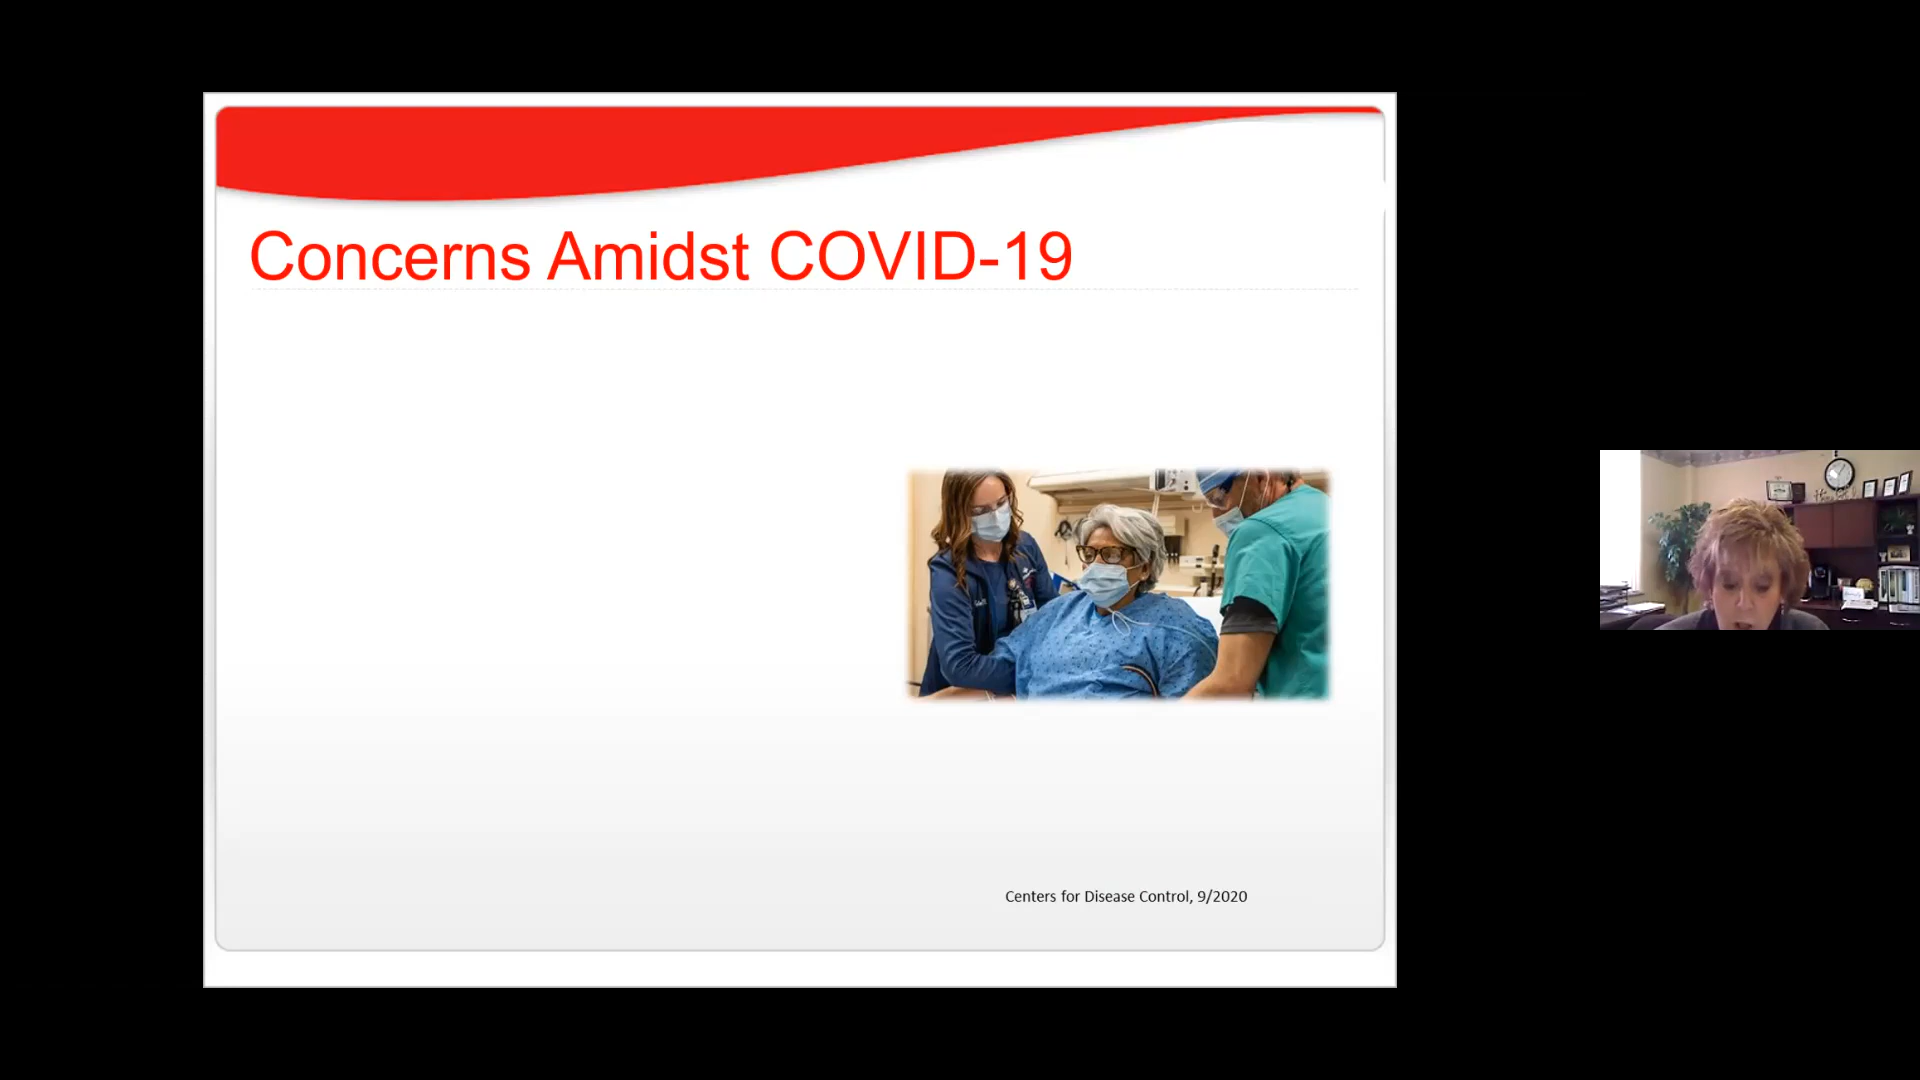 Concerns Amidst COVID-19
Centers for Disease Control, 9/2020